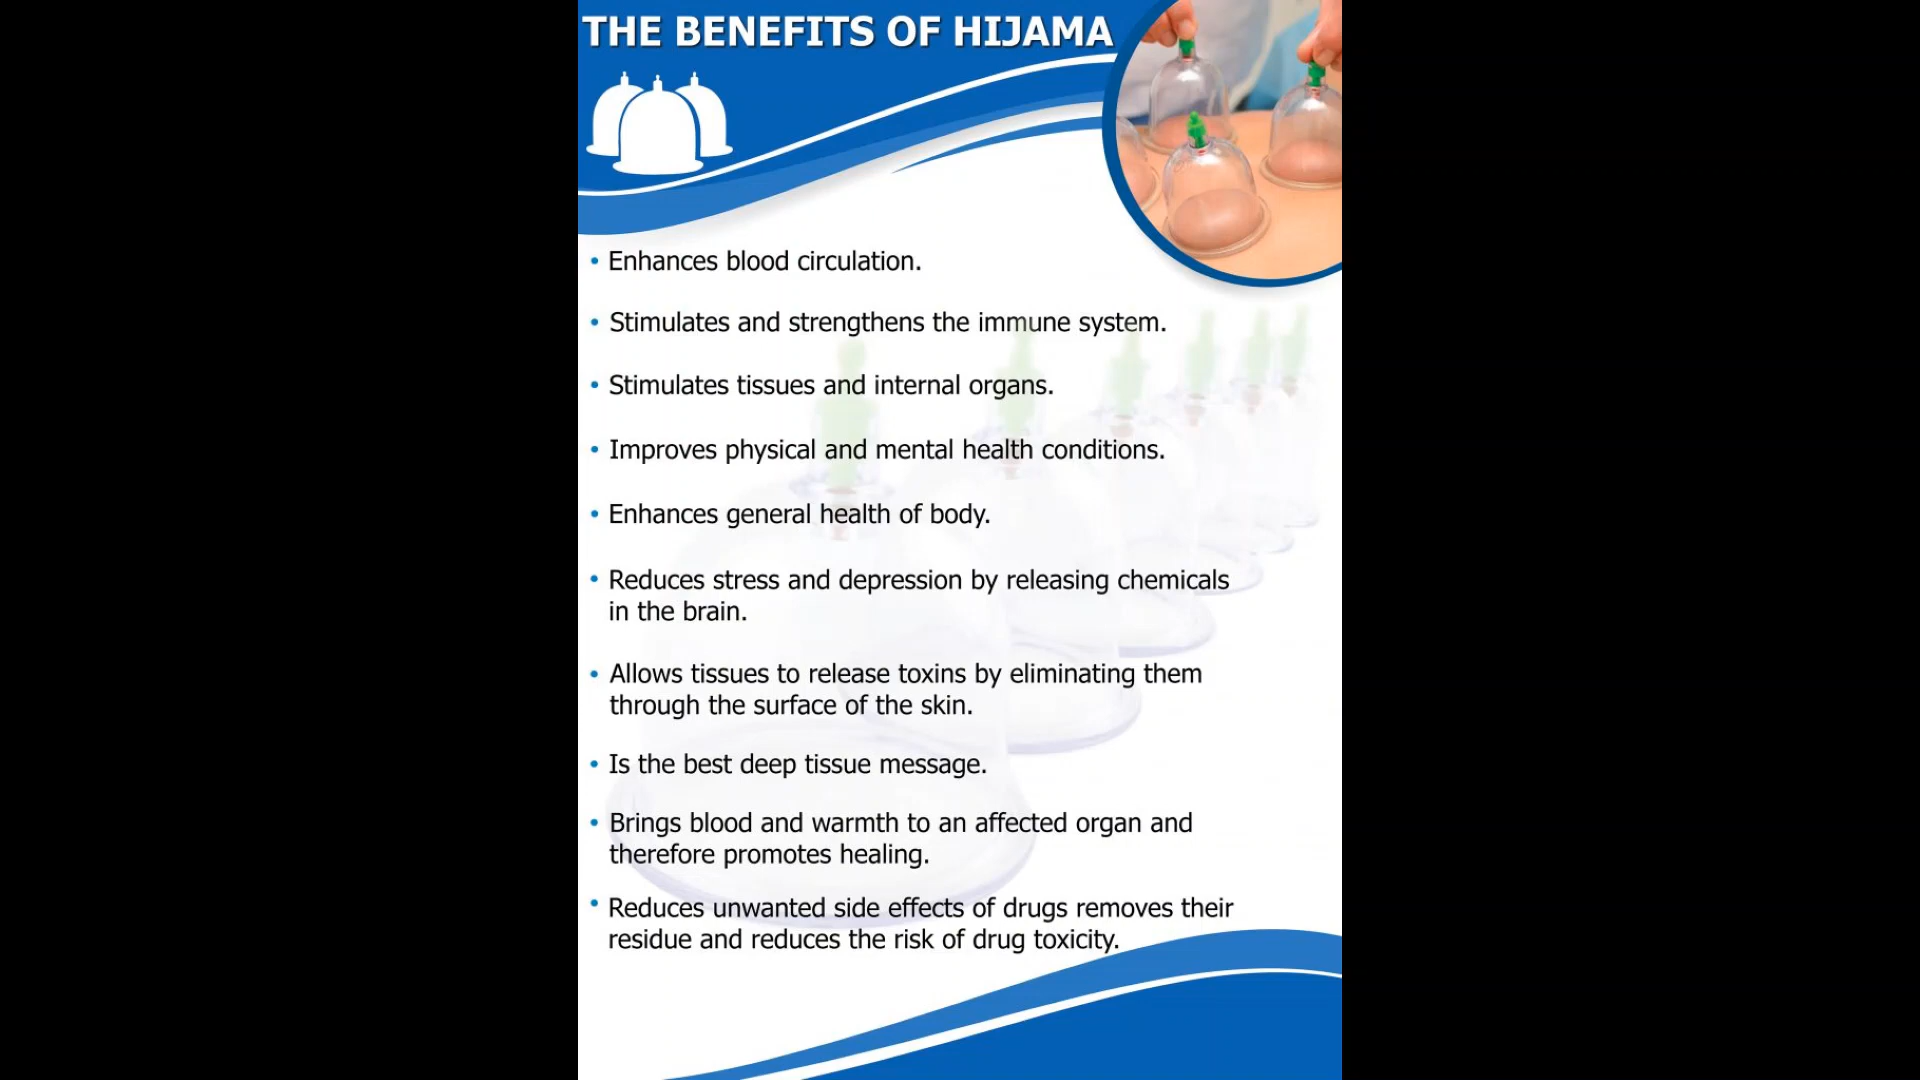 THE BENEFITS OF HIJAMA
• Enhances blood circulation.
• Stimulates and strengthens the immune system.
• Stimulates tissues and internal organs.
• Improves physical and mental health conditions.
• Enhances general health of body.
• Reduces stress and depression by releasing chemicals
in the brain.
• Allows tissues to release toxins by eliminating them
through the surface of the skin.
• Is the best deep tissue message.
• Brings blood and warmth to an affected organ and
therefore promotes healing.
• Reduces unwanted side effects of drugs removes their
residue and reduces the risk of drug toxicity.